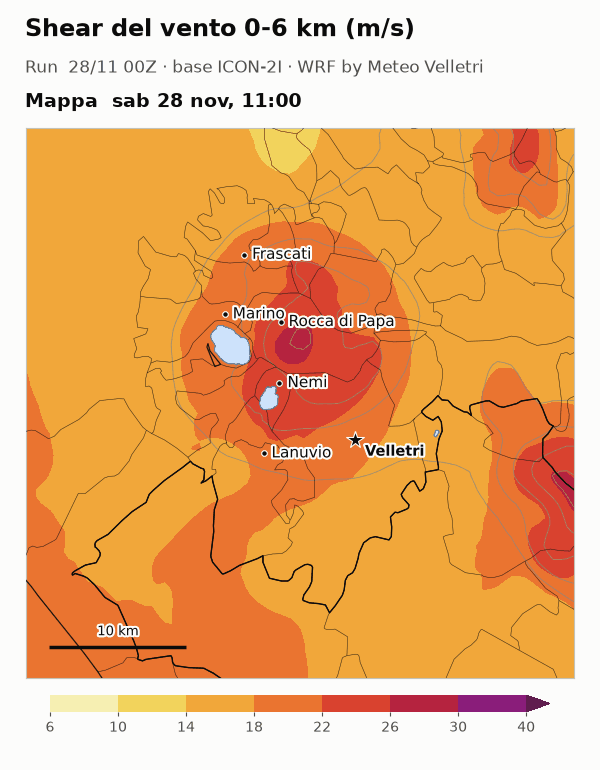 Shear del vento 0-6 km (m/s)
Run  28/11 00Z · base ICON-2I · WRF by Meteo Velletri
Mappa  sab 28 nov, 11:00
Frascati
Marino
Rocca di Papa
Nemi
Velletri
Lanuvio
10 km
6 10 14 18 22 26 30 40